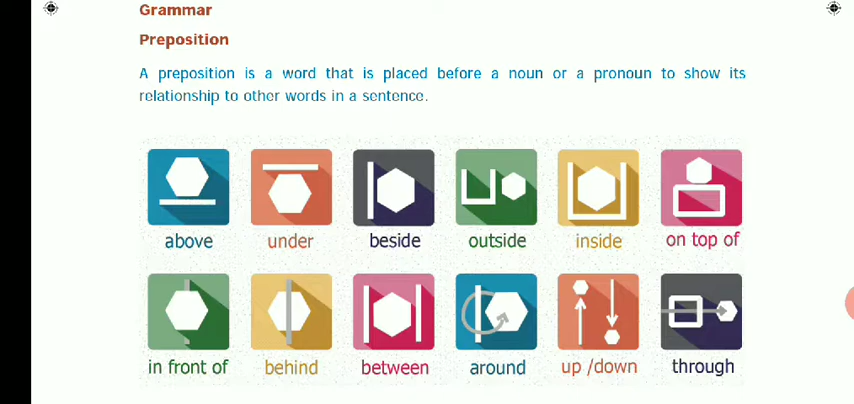 Grammar
Preposition
A preposition is a word that is placed before a noun or a pronoun to show its
relationship to other words in a sentence.
above under beside outside inside on top of
in front of behind between around up /down through